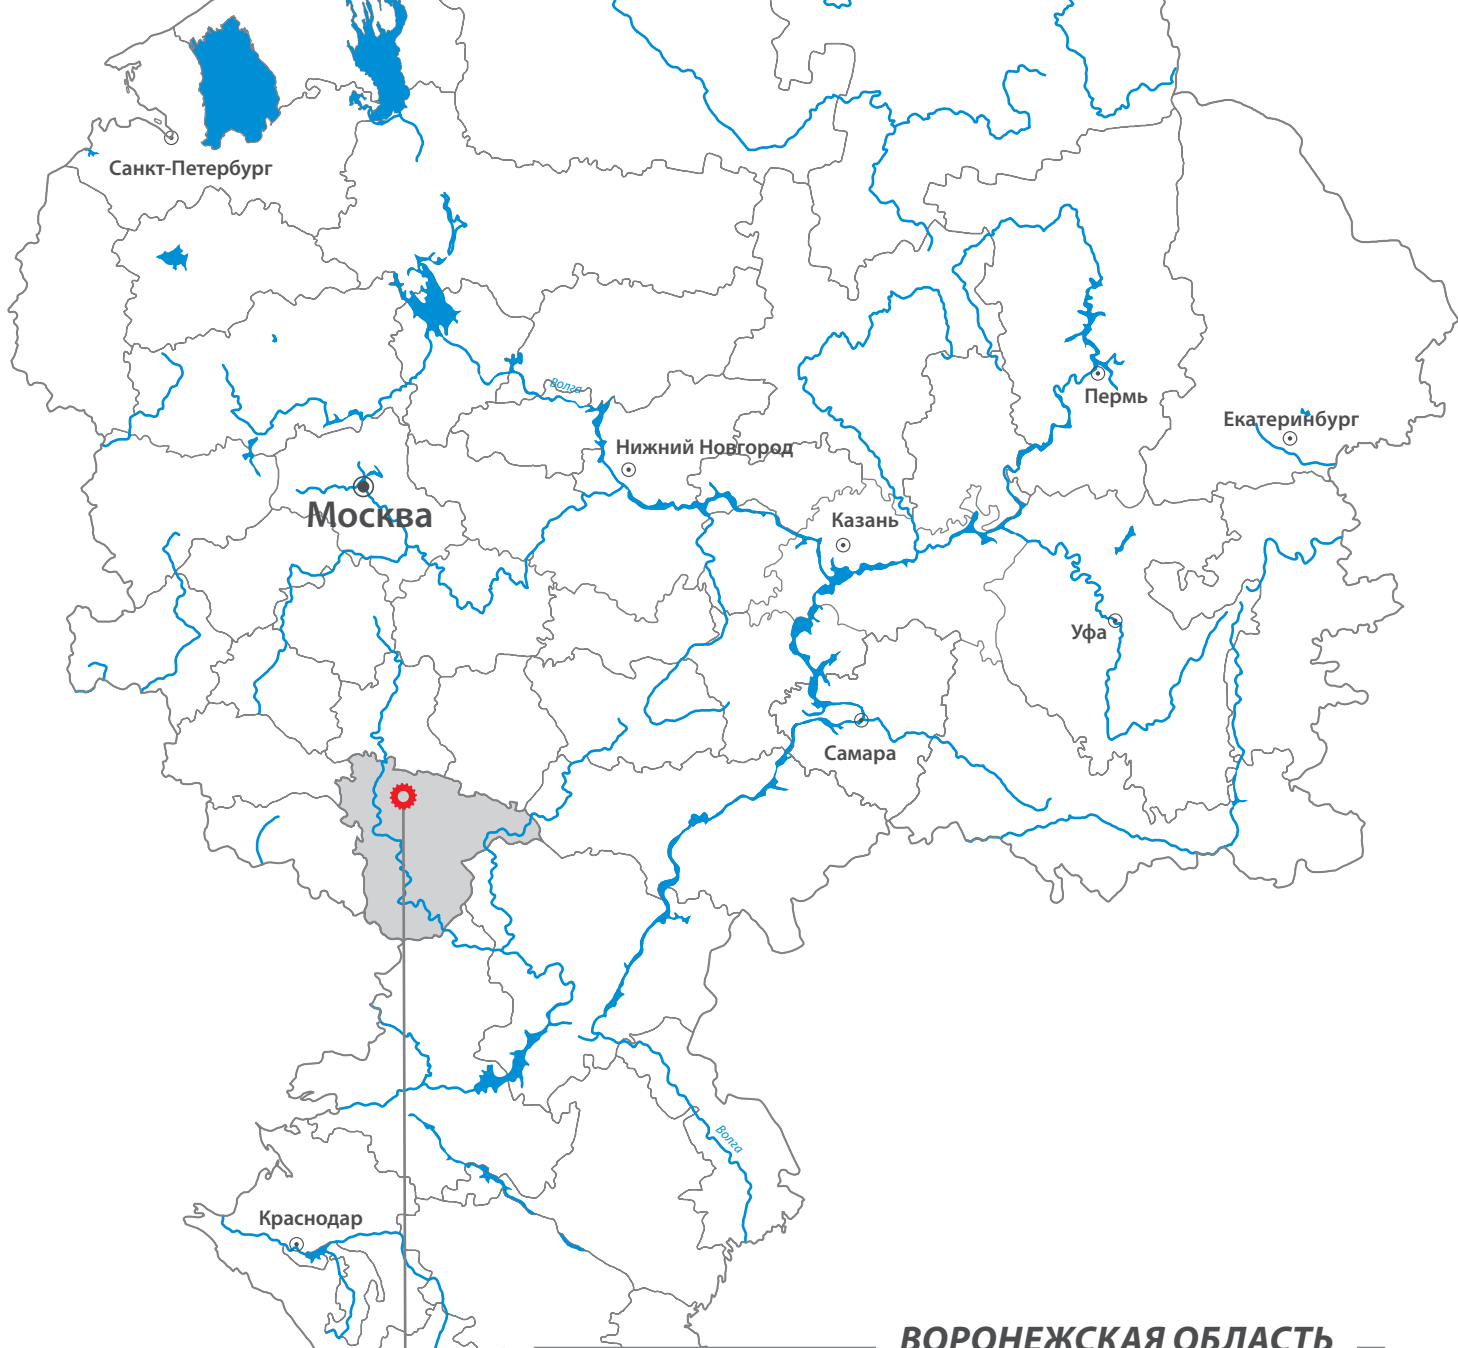 Санкт-Петербург
Волга
Пермь
Екатеринбург
Нижний Новгород
Москва
Казань
Уфа
Самара
Волга
Краснодар
ВОРОНЕЖСКАЯ ОБЛАСТЬ